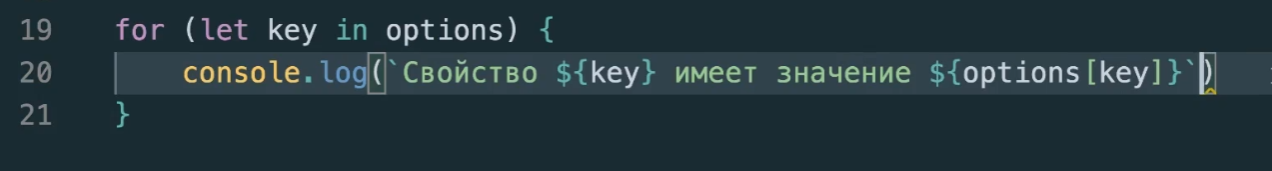 19 for (let key in options) {
20 console.log(`Свойство ${key} имеет значение ${options[key]}`)
21 }